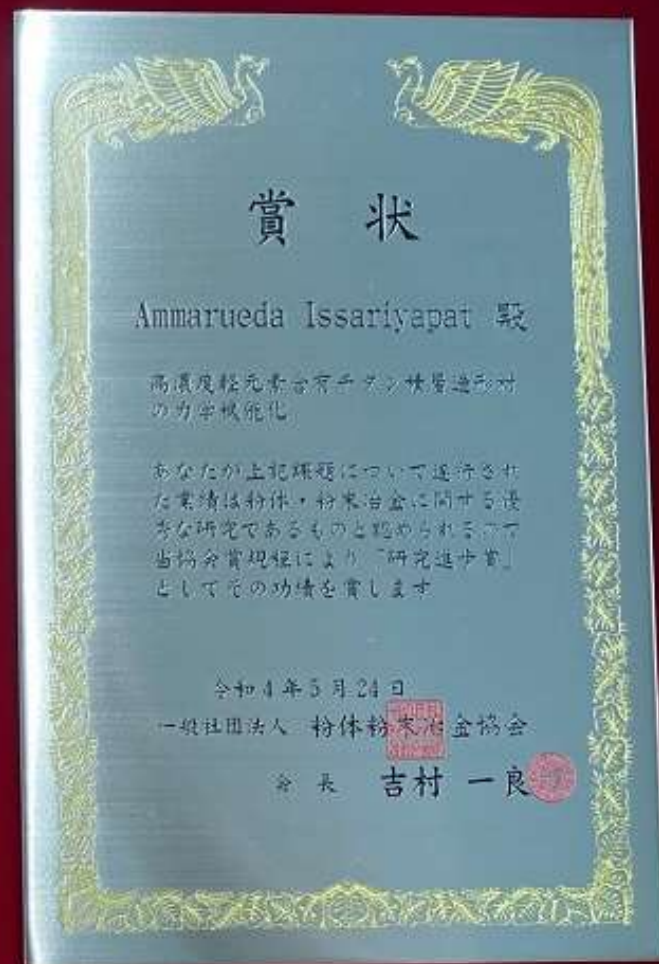 賞状
Ammarueda Issariyapat 殿
高濃度軽元素含有チタン積層造形材
の力学機能化
あなたが上記課題について遂行され
た業績は粉体・粉末冶金に関する優
秀な研究であるものと認められるので
当協会賞規程により「研究進歩賞」
としてその功績を賞します
令和4年5月24日
一般社団法人 粉体粉末冶金協会
会長 吉村 一良